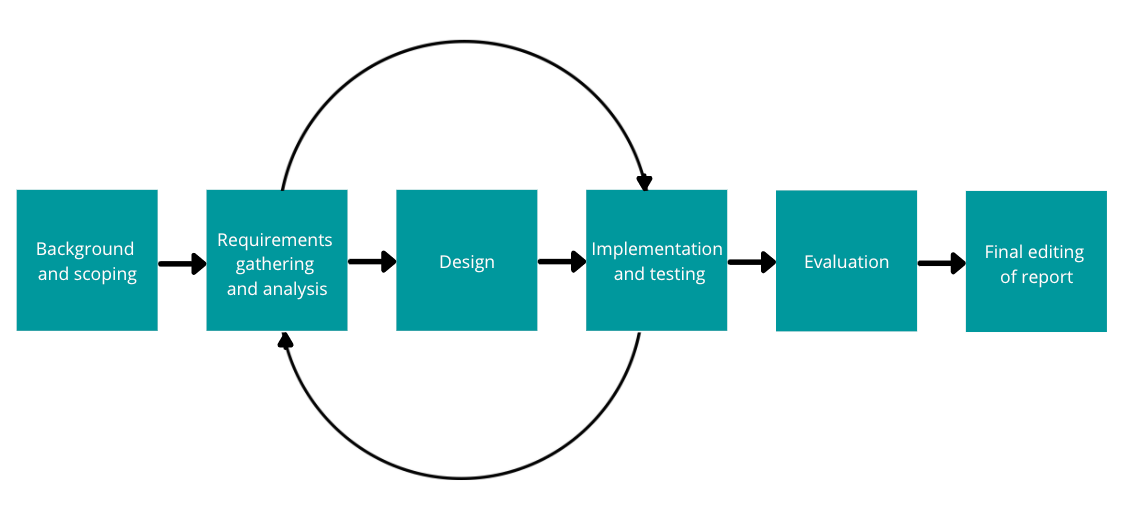 Background
and scoping
Requirements
gathering
and analysis
Design
Implementation
and testing
Evaluation
Final editing
of report